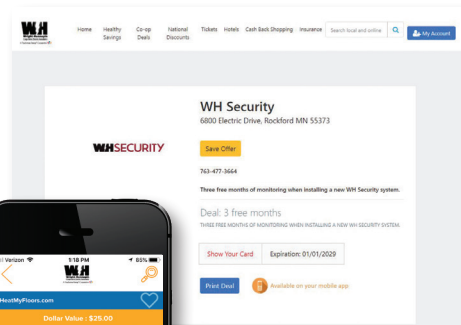 WH
Wright-Hennepin
Home
Healthy Savings
Co-op Deals
National Discounts
Tickets
Hotels
Cash Back Shopping
Insurance
Search local and online
My Account
WH Security
6800 Electric Drive, Rockford MN 55373
WHSECURITY
Save Offer
763-477-3664
Three free months of monitoring when installing a new WH Security system.
Deal: 3 free months
THREE FREE MONTHS OF MONITORING WHEN INSTALLING A NEW WH SECURITY SYSTEM.
Show Your Card
Expiration: 01/01/2029
Print Deal
Available on your mobile app
Verizon
1:18 PM
85%
WH
HeatMyFloors.com
Dollar Value : $25.00